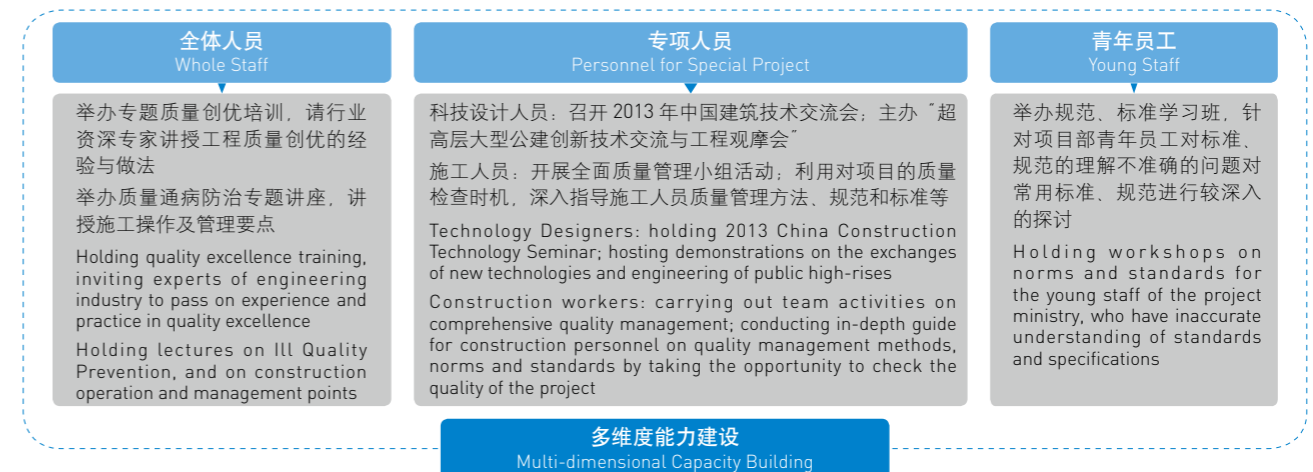 全体人员
Whole Staff
举办专题质量创优培训，请行业
资深专家讲授工程质量创优的经
验与做法
举办质量通病防治专题讲座，讲
授施工操作及管理要点
Holding quality excellence training,
inviting experts of engineering
industry to pass on experience and
practice in quality excellence
Holding lectures on Ill Quality
Prevention, and on construction
operation and management points
专项人员
Personnel for Special Project
科技设计人员：召开 2013 年中国建筑技术交流会；主办“超
高层大型公建创新技术交流与工程观摩会”
施工人员：开展全面质量管理小组活动；利用对项目的质量
检查时机，深入指导施工人员质量管理方法、规范和标准等
Technology Designers: holding 2013 China Construction
Technology Seminar; hosting demonstrations on the exchanges
of new technologies and engineering of public high-rises
Construction workers: carrying out team activities on
comprehensive quality management; conducting in-depth guide
for construction personnel on quality management methods,
norms and standards by taking the opportunity to check the
quality of the project
青年员工
Young Staff
举办规范、标准学习班，针
对项目部青年员工对标准、
规范的理解不准确的问题对
常用标准、规范进行较深入
的探讨
Holding workshops on
norms and standards for
the young staff of the project
ministry, who have inaccurate
understanding of standards
and specifications
多维度能力建设
Multi-dimensional Capacity Building